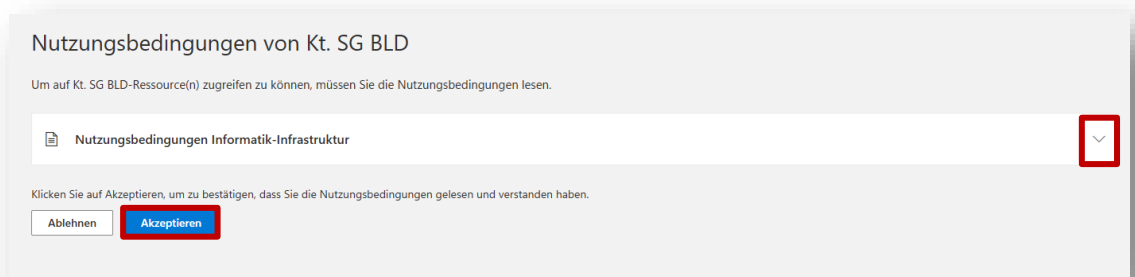 Nutzungsbedingungen von Kt. SG BLD
Um auf Kt. SG BLD-Ressource(n) zugreifen zu können, müssen Sie die Nutzungsbedingungen lesen.
Nutzungsbedingungen Informatik-Infrastruktur
Klicken Sie auf Akzeptieren, um zu bestätigen, dass Sie die Nutzungsbedingungen gelesen und verstanden haben.
Ablehnen Akzeptieren